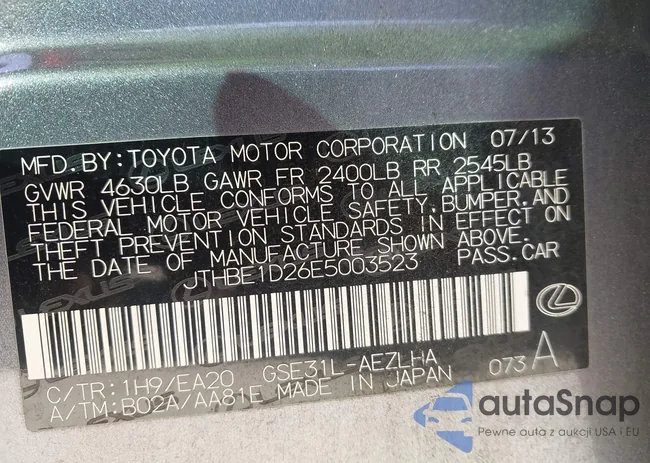 MFD.BY:TOYOTA MOTOR CORPORATION 07/13
GVWR 4630LB GAWR FR 2400LB RR 2545LB
THIS VEHICLE CONFORMS TO ALL APPLICABLE
FEDERAL MOTOR VEHICLE SAFETY,BUMPER,AND
THEFT PREVENTION STANDARDS IN EFFECT ON
THE DATE OF MANUFACTURE SHOWN ABOVE.
JTHBE1D26E5003523 PASS.CAR
C/TR:1H9/EA20 GSE31L-AEZLHA
A/TM:B02A/AA81E MADE IN JAPAN 073 A
autoSnap
Pewne auta z aukcji USA i EU